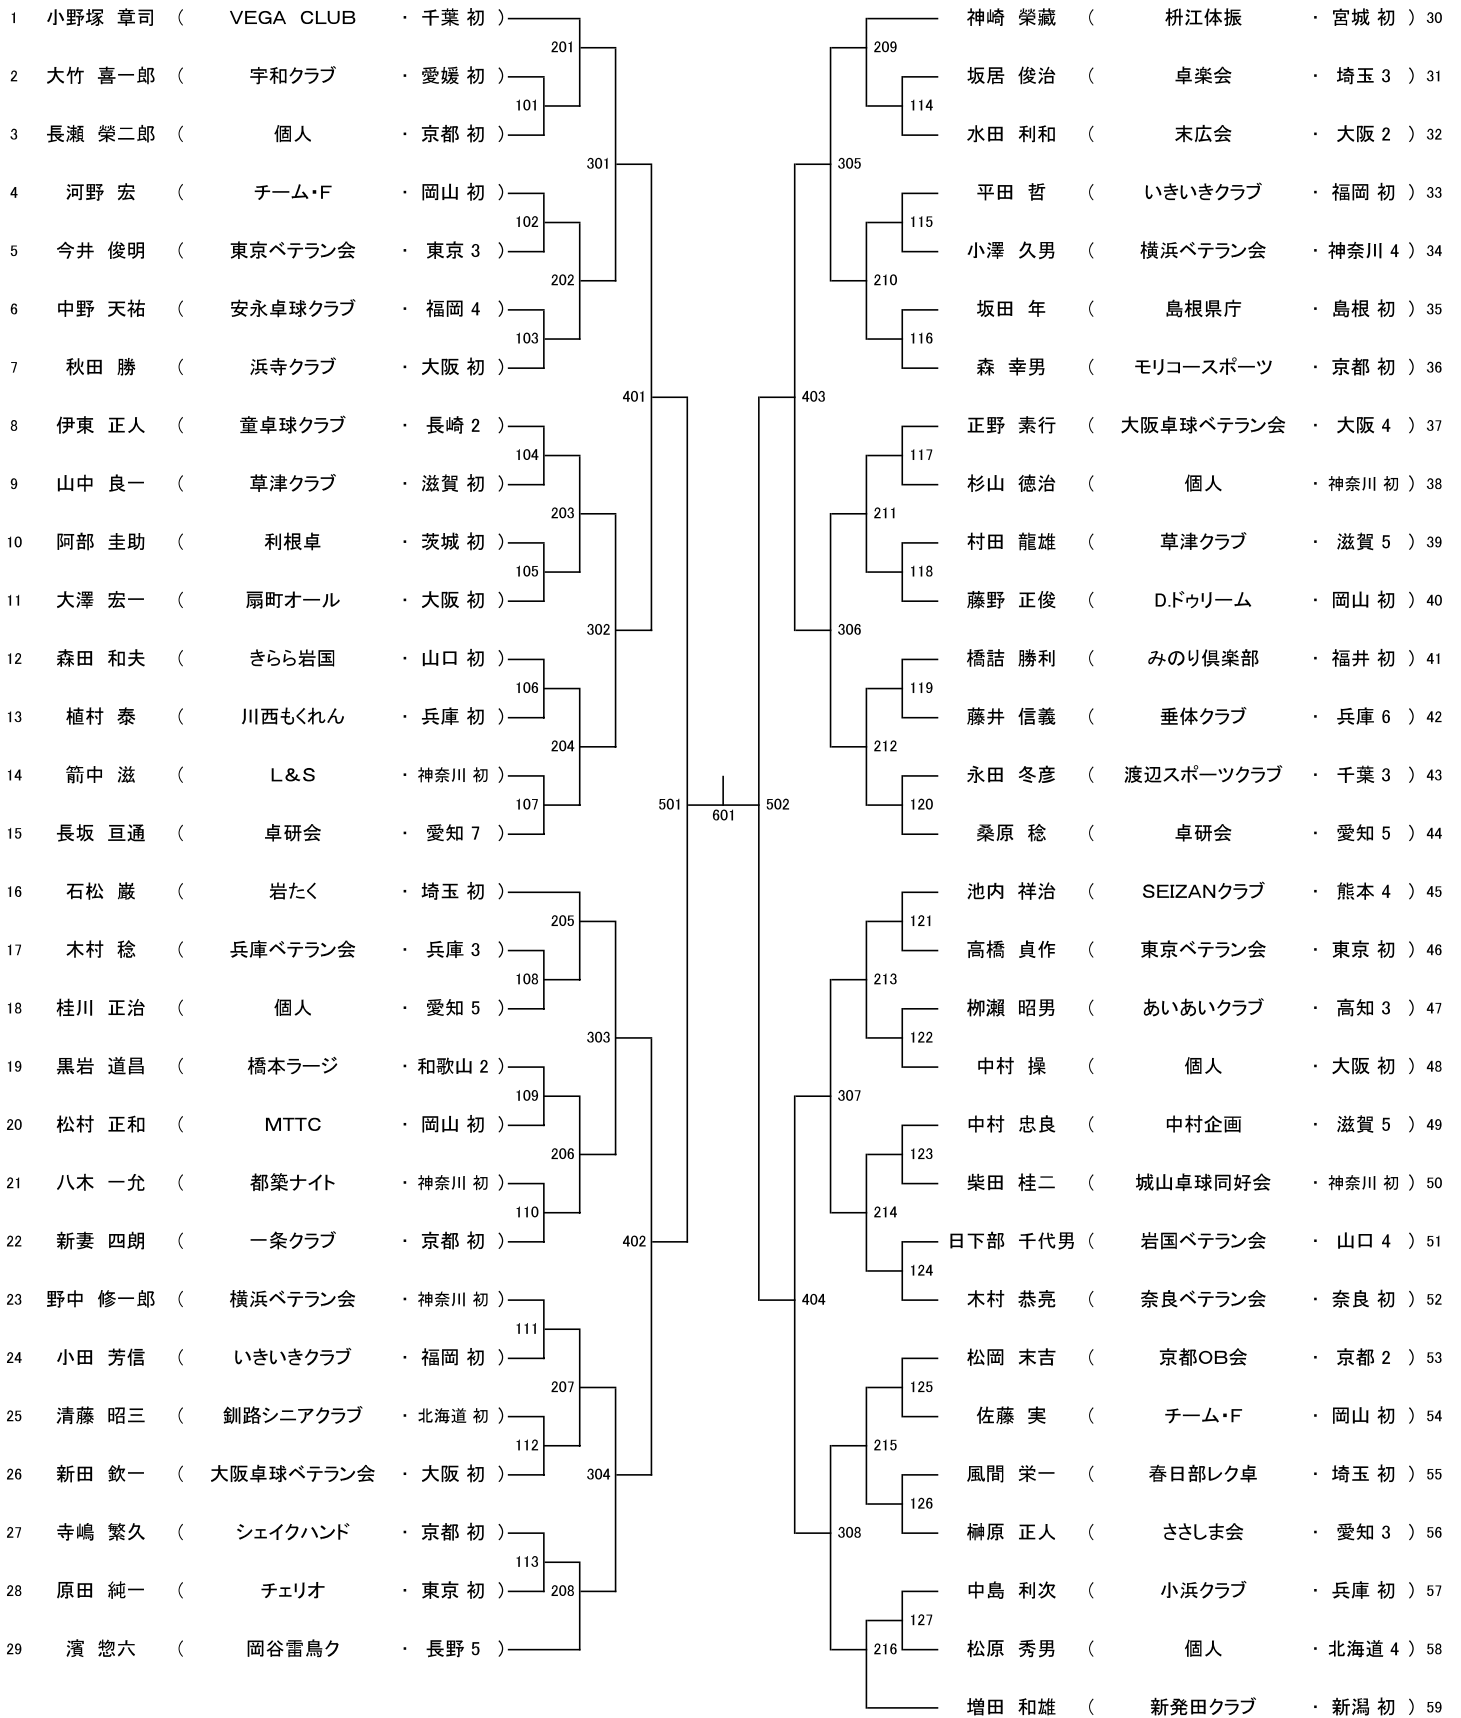 1 小野塚 章司 ( VEGA CLUB ・ 千葉 初 )
2 大竹 喜一郎 ( 宇和クラブ ・ 愛媛 初 )
3 長瀬 榮二郎 ( 個人 ・ 京都 初 )
4 河野 宏 ( チーム・F ・ 岡山 初 )
5 今井 俊明 ( 東京ベテラン会 ・ 東京 3 )
6 中野 天祐 ( 安永卓球クラブ ・ 福岡 4 )
7 秋田 勝 ( 浜寺クラブ ・ 大阪 初 )
8 伊東 正人 ( 童卓球クラブ ・ 長崎 2 )
9 山中 良一 ( 草津クラブ ・ 滋賀 初 )
10 阿部 圭助 ( 利根卓 ・ 茨城 初 )
11 大澤 宏一 ( 扇町オール ・ 大阪 初 )
12 森田 和夫 ( きらら岩国 ・ 山口 初 )
13 植村 泰 ( 川西もくれん ・ 兵庫 初 )
14 箭中 滋 ( L&S ・ 神奈川 初 )
15 長坂 亘通 ( 卓研会 ・ 愛知 7 )
16 石松 巌 ( 岩たく ・ 埼玉 初 )
17 木村 稔 ( 兵庫ベテラン会 ・ 兵庫 3 )
18 桂川 正治 ( 個人 ・ 愛知 5 )
19 黒岩 道昌 ( 橋本ラージ ・ 和歌山 2 )
20 松村 正和 ( MTTC ・ 岡山 初 )
21 八木 一允 ( 都築ナイト ・ 神奈川 初 )
22 新妻 四朗 ( 一条クラブ ・ 京都 初 )
23 野中 修一郎 ( 横浜ベテラン会 ・ 神奈川 初 )
24 小田 芳信 ( いきいきクラブ ・ 福岡 初 )
25 清藤 昭三 ( 釧路シニアクラブ ・ 北海道 初 )
26 新田 欽一 ( 大阪卓球ベテラン会 ・ 大阪 初 )
27 寺嶋 繁久 ( シェイクハンド ・ 京都 初 )
28 原田 純一 ( チェリオ ・ 東京 初 )
29 濱 惣六 ( 岡谷雷鳥ク ・ 長野 5 )
101
102
103
104
105
106
107
108
109
110
111
112
113
201
202
203
204
205
206
207
208
301
302
303
304
401
402
501
601
502
403
404
305
306
307
308
209
210
211
212
213
214
215
216
114
115
116
117
118
119
120
121
122
123
124
125
126
127
神崎 榮藏 ( 枡江体振 ・ 宮城 初 ) 30
坂居 俊治 ( 卓楽会 ・ 埼玉 3 ) 31
水田 利和 ( 末広会 ・ 大阪 2 ) 32
平田 哲 ( いきいきクラブ ・ 福岡 初 ) 33
小澤 久男 ( 横浜ベテラン会 ・ 神奈川 4 ) 34
坂田 年 ( 島根県庁 ・ 島根 初 ) 35
森 幸男 ( モリコースポーツ ・ 京都 初 ) 36
正野 素行 ( 大阪卓球ベテラン会 ・ 大阪 4 ) 37
杉山 徳治 ( 個人 ・ 神奈川 初 ) 38
村田 龍雄 ( 草津クラブ ・ 滋賀 5 ) 39
藤野 正俊 ( D.ドゥリーム ・ 岡山 初 ) 40
橋詰 勝利 ( みのり倶楽部 ・ 福井 初 ) 41
藤井 信義 ( 垂体クラブ ・ 兵庫 6 ) 42
永田 冬彦 ( 渡辺スポーツクラブ ・ 千葉 3 ) 43
桑原 稔 ( 卓研会 ・ 愛知 5 ) 44
池内 祥治 ( SEIZANクラブ ・ 熊本 4 ) 45
高橋 貞作 ( 東京ベテラン会 ・ 東京 初 ) 46
栁瀨 昭男 ( あいあいクラブ ・ 高知 3 ) 47
中村 操 ( 個人 ・ 大阪 初 ) 48
中村 忠良 ( 中村企画 ・ 滋賀 5 ) 49
柴田 桂二 ( 城山卓球同好会 ・ 神奈川 初 ) 50
日下部 千代男 ( 岩国ベテラン会 ・ 山口 4 ) 51
木村 恭亮 ( 奈良ベテラン会 ・ 奈良 初 ) 52
松岡 末吉 ( 京都OB会 ・ 京都 2 ) 53
佐藤 実 ( チーム・F ・ 岡山 初 ) 54
風間 栄一 ( 春日部レク卓 ・ 埼玉 初 ) 55
榊原 正人 ( ささしま会 ・ 愛知 3 ) 56
中島 利次 ( 小浜クラブ ・ 兵庫 初 ) 57
松原 秀男 ( 個人 ・ 北海道 4 ) 58
増田 和雄 ( 新発田クラブ ・ 新潟 初 ) 59